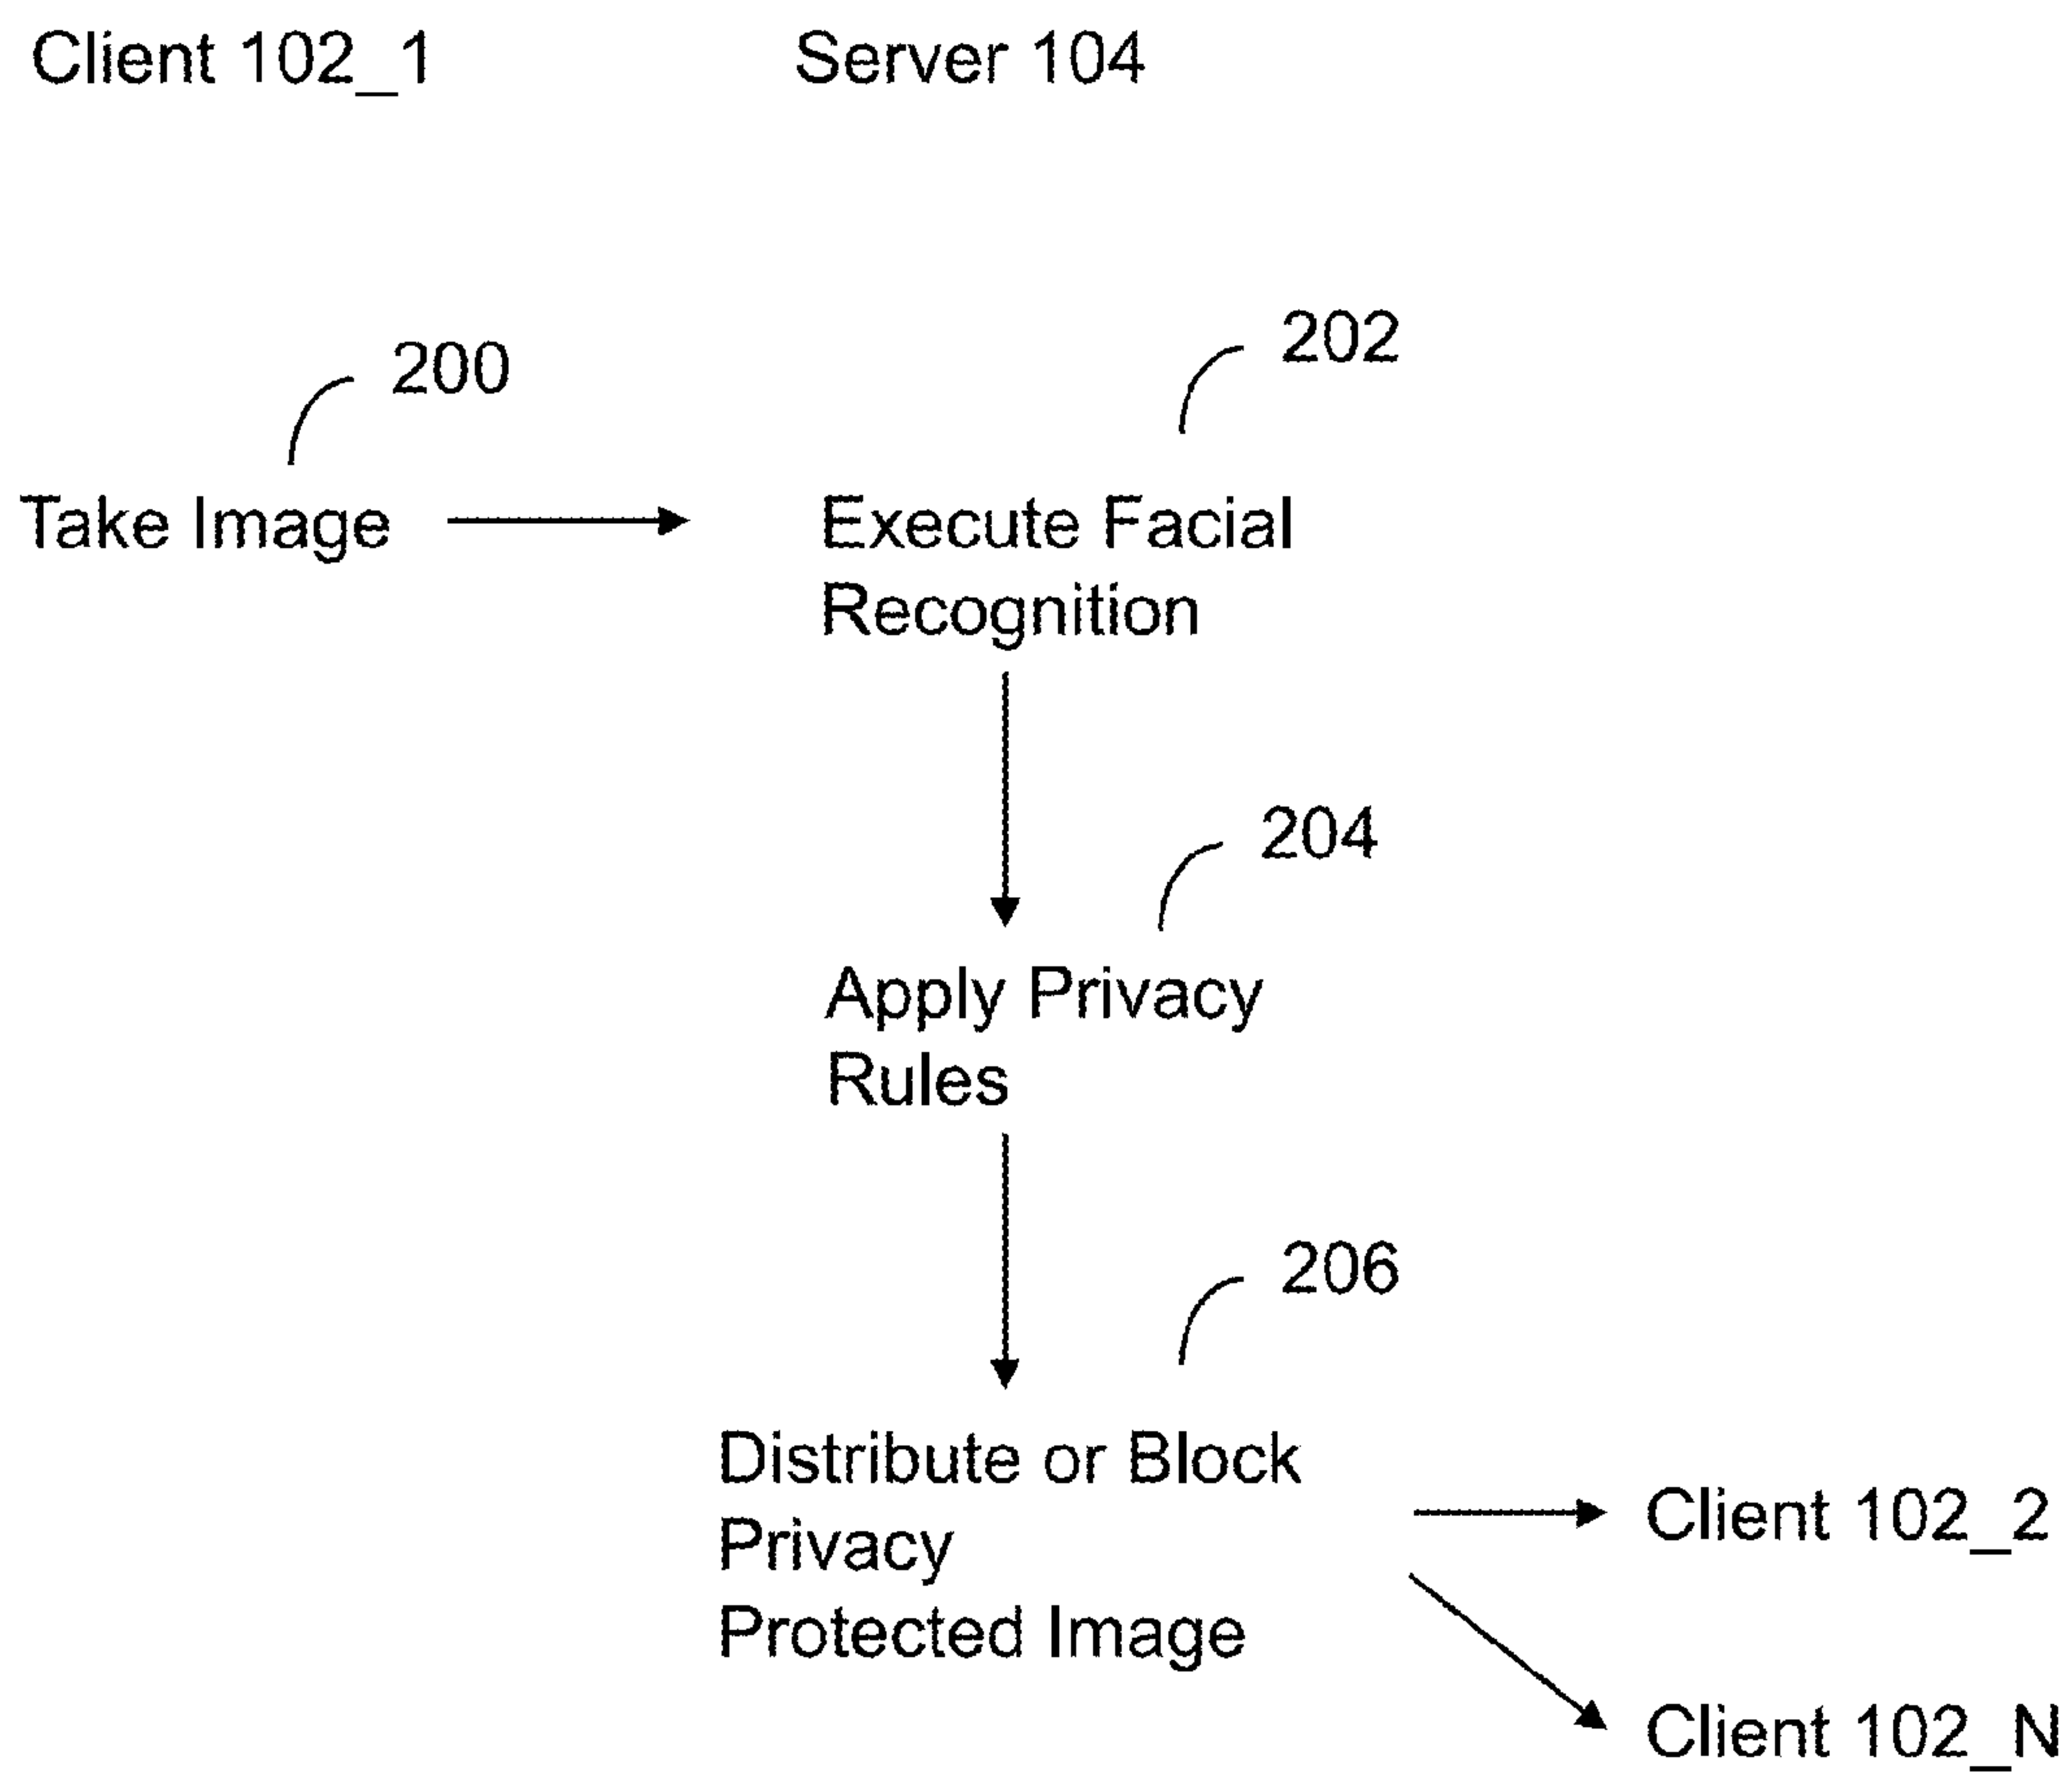 Client 102_1
Server 104
200
202
Take Image
Execute Facial
Recognition
204
Apply Privacy
Rules
206
Distribute or Block
Privacy
Protected Image
Client 102_2
Client 102_N